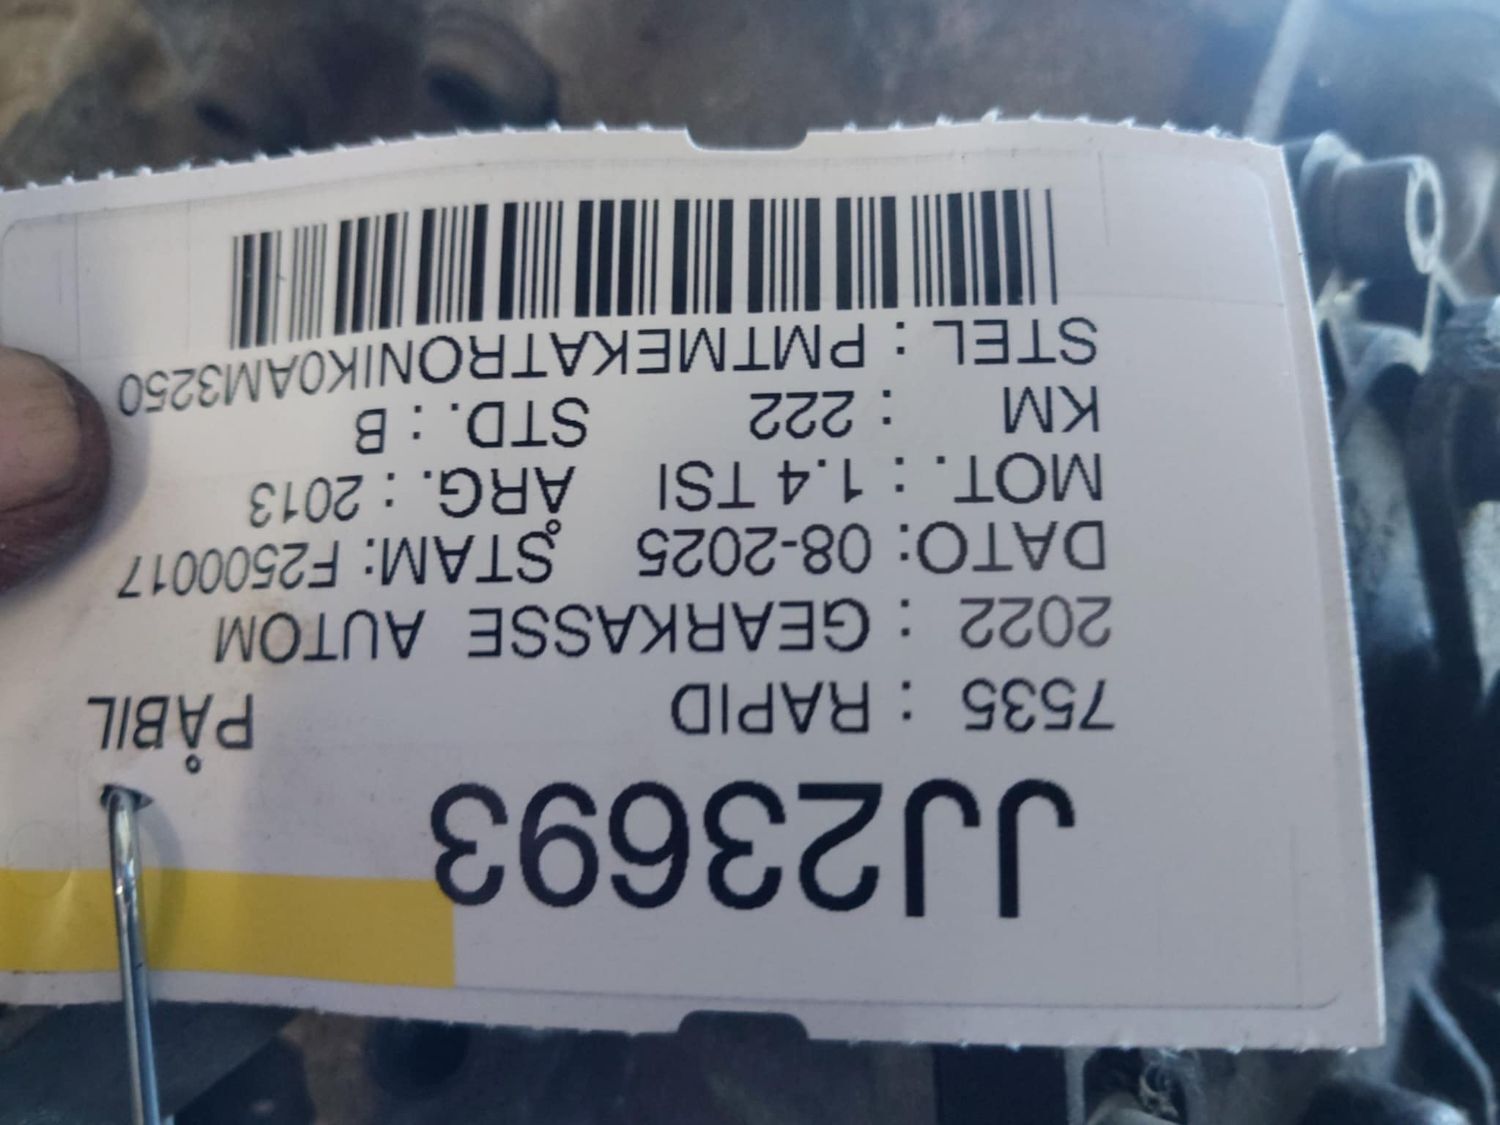 JJ23693
7535 : RAPID PÅBIL
2022 : GEARKASSE AUTOM
DATO: 08-2025 STAM: F2500017
MOT. : 1.4 TSI ÅRG. : 2013
KM : 222 STD. : B
STEL : PMTMEKATRONIK0AM3250